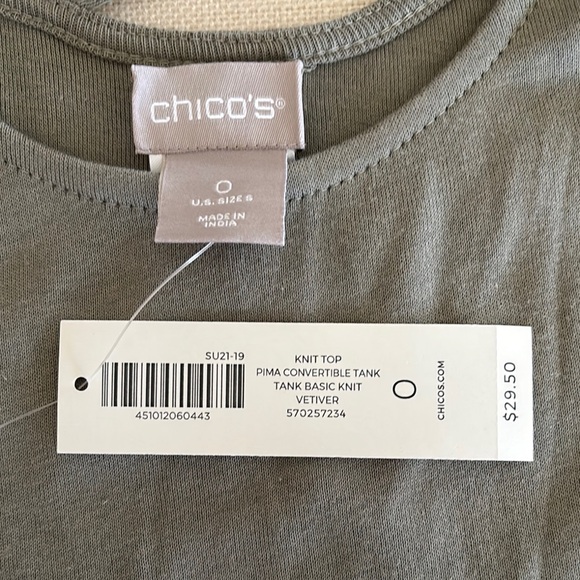 chico's®
0
U.S. SIZE S
MADE IN
INDIA
SU21-19
451012060443
KNIT TOP
PIMA CONVERTIBLE TANK
TANK BASIC KNIT
VETIVER
570257234
0
CHICOS.COM
$29.50